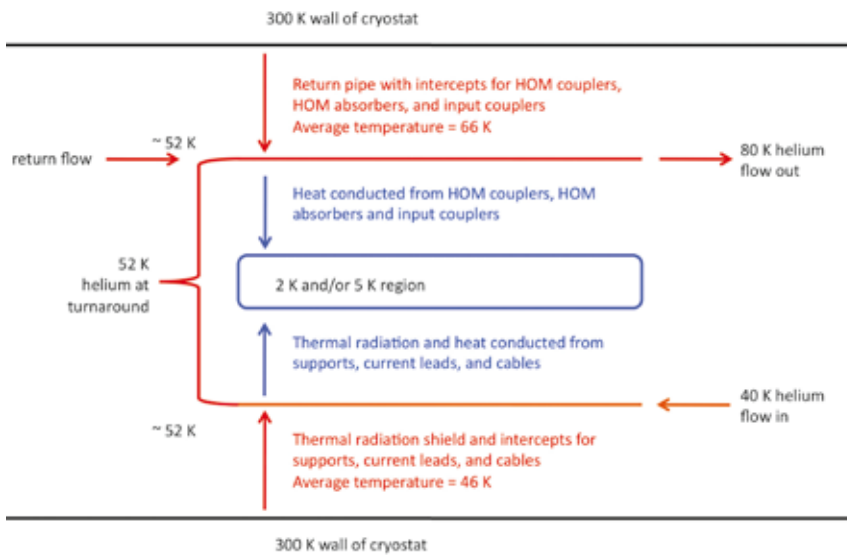 300 K wall of cryostat
Return pipe with intercepts for HOM couplers,
HOM absorbers, and input couplers
Average temperature = 66 K
~ 52 K
return flow
80 K helium
flow out
Heat conducted from HOM couplers, HOM
absorbers and input couplers
52 K
helium at
turnaround
2 K and/or 5 K region
Thermal radiation and heat conducted from
supports, current leads, and cables
40 K helium
flow in
~ 52 K
Thermal radiation shield and intercepts for
supports, current leads, and cables
Average temperature = 46 K
300 K wall of cryostat